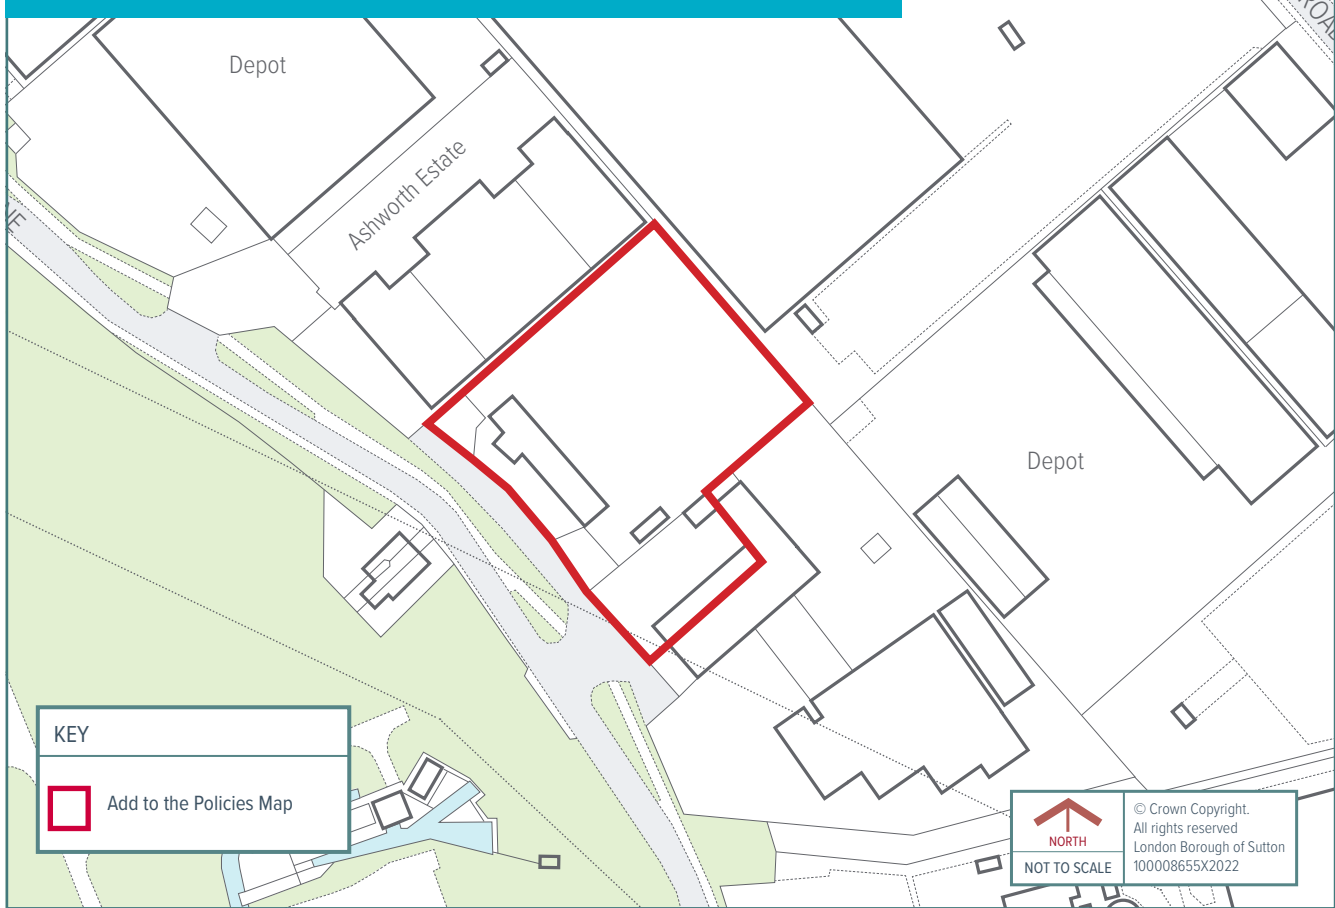 Depot
Ashworth Estate
Depot
KEY
Add to the Policies Map
NORTH
NOT TO SCALE
© Crown Copyright.
All rights reserved
London Borough of Sutton
100008655X2022